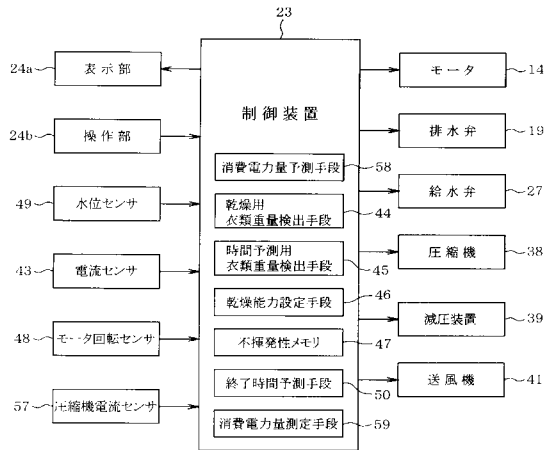 23
24a
表示部
24b
操作部
49
水位センサ
43
電流センサ
48
モータ回転センサ
57
圧縮機電流センサ
制御装置
消費電力量予測手段
58
乾燥用
衣類重量検出手段
44
時間予測用
衣類重量検出手段
45
乾燥能力設定手段
46
不揮発性メモリ
47
終了時間予測手段
50
消費電力量測定手段
59
モータ
14
排水弁
19
給水弁
27
圧縮機
38
減圧装置
39
送風機
41